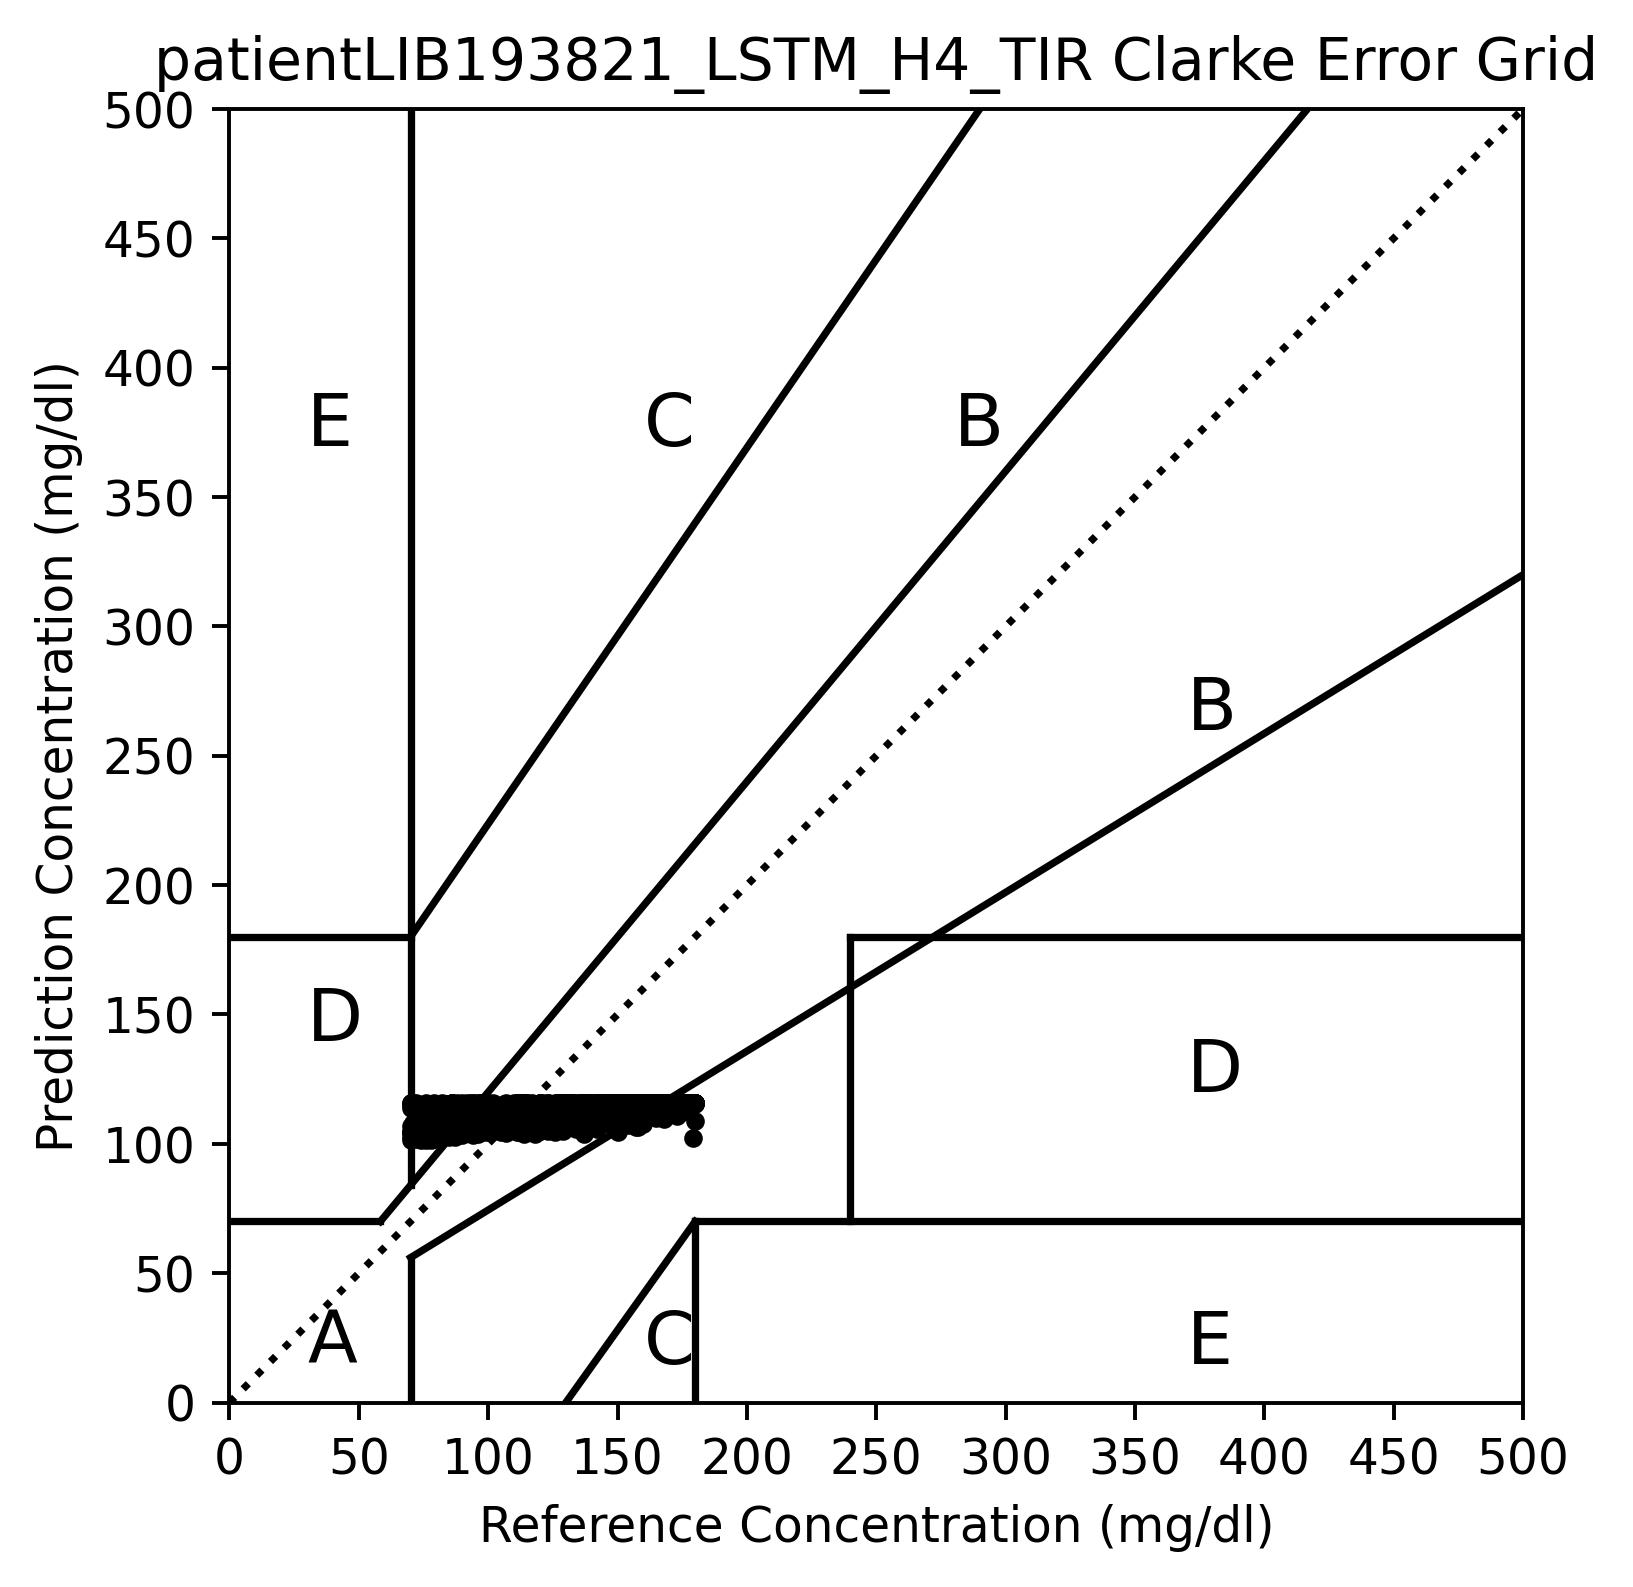 patientLIB193821_LSTM_H4_TIR Clarke Error Grid
500
450
400
350
300
250
200
150
100
50
0
Prediction Concentration (mg/dl)
E
C
B
B
D
D
A
C
E
0 50 100 150 200 250 300 350 400 450 500
Reference Concentration (mg/dl)